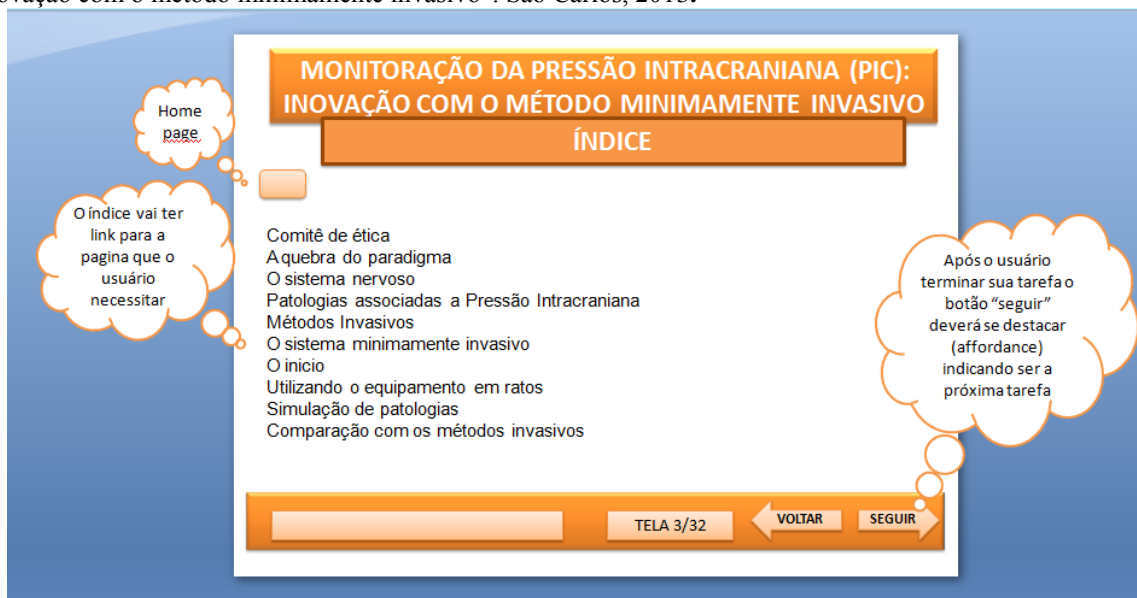 ovação com o método minimamente invasivo". São Carlos, 2013.
MONITORAÇÃO DA PRESSÃO INTRACRANIANA (PIC):
INOVAÇÃO COM O MÉTODO MINIMAMENTE INVASIVO
ÍNDICE
Home
page
O índice vai ter
link para a
pagina que o
usuário
necessitar
Comitê de ética
A quebra do paradigma
O sistema nervoso
Patologias associadas a Pressão Intracraniana
Métodos Invasivos
O sistema minimamente invasivo
O inicio
Utilizando o equipamento em ratos
Simulação de patologias
Comparação com os métodos invasivos
Após o usuário
terminar sua tarefa o
botão “seguir”
deverá se destacar
(affordance)
indicando ser a
próxima tarefa
TELA 3/32
VOLTAR
SEGUIR